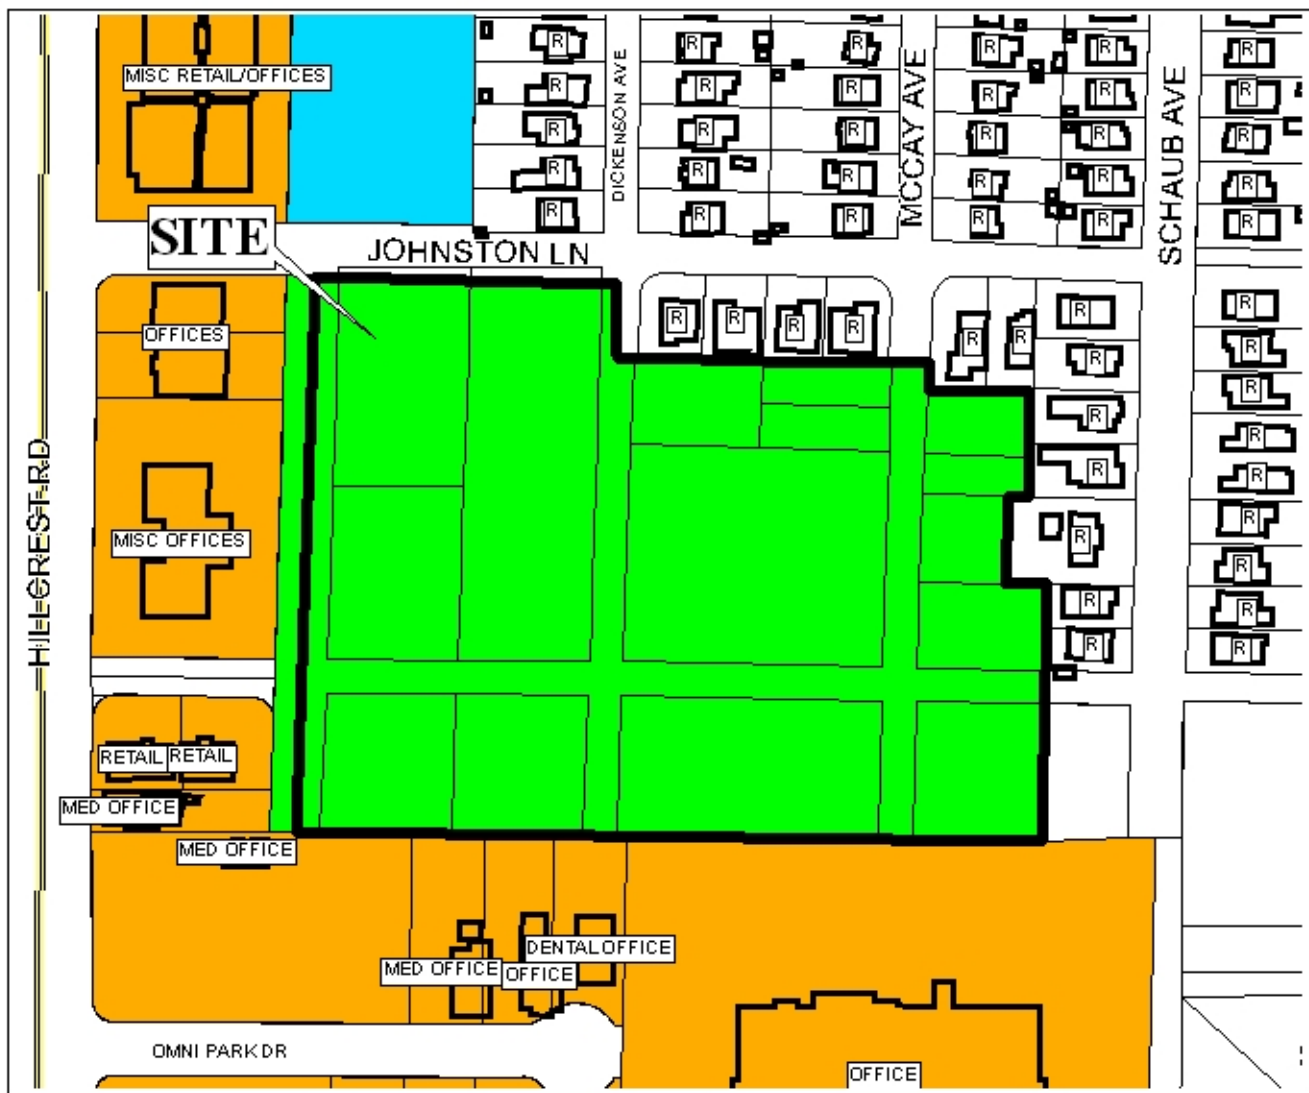 R R R R R R
MISC RETAIL/OFFICES
R R R R R R
DICKENSON AVE
R R R R R R
MCCAY AVE
SCHAUB AVE
R R R R R R
R R R R R R
SITE
JOHNSTON LN
R R R R R R R R
OFFICES
R R
R
R
R
R R
HILLCREST RD
R
MISC OFFICES
R
R
R R
R R
RETAIL RETAIL
MED OFFICE
MED OFFICE
DENTAL OFFICE
MED OFFICE
OFFICE
OMNI PARK DR
OFFICE